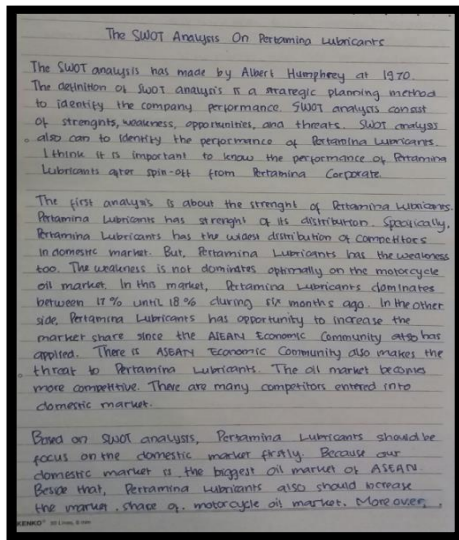 The SWOT Analysis On Pertamina Lubricants
The SWOT analysis has made by Albert Humphrey at 1970.
The definition of SWOT analysis is a strategic planning method
to identify the company performance. SWOT analysis consist
of strenghts, weakness, opportunities, and threats. SWOT analysis
also can to identify the performance of Pertamina Lubricants.
I think it is important to know the performance of Pertamina
Lubricants after spin-off from Pertamina Corporate.
The first analysis is about the strenght of Pertamina Lubricants.
Pertamina Lubricants has strenght of its distribution. Specifically,
Pertamina Lubricants has the widest distribution of competitors
in domestic market. But, Pertamina Lubricants has the weakness
too. The weakness is not dominates optimally on the motorcycle
oil market. In this market, Pertamina Lubricants dominates
between 17% until 18% during six months ago. In the other
side, Pertamina Lubricants has opportunity to increase the
market share since the ASEAN Economic Community has
applied. There is ASEAN Economic Community also makes the
threat to Pertamina Lubricants. The oil market becomes
more competitive. There are many competitors entered into
domestic market.
Based on SWOT analysis, Pertamina Lubricants should be
focus on the domestic market firstly. Because our
domestic market is the biggest oil market of ASEAN.
Beside that, Pertamina Lubricants also should increase
the market share of motorcycle oil market. Moreover,
KENKO